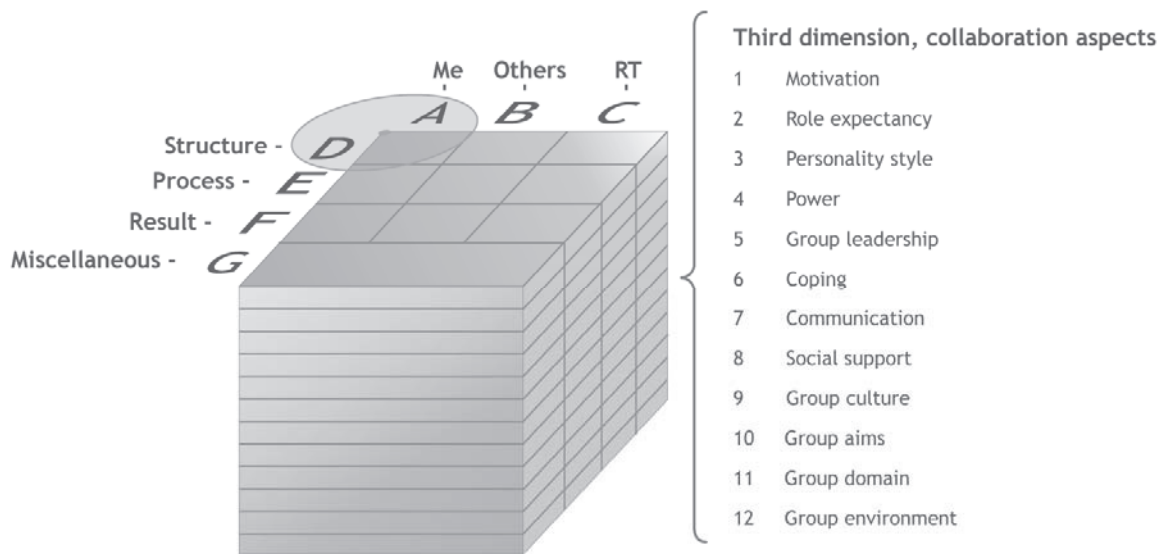 Third dimension, collaboration aspects
Me Others RT
A B C
Structure - D
Process - E
Result - F
Miscellaneous - G
1 Motivation
2 Role expectancy
3 Personality style
4 Power
5 Group leadership
6 Coping
7 Communication
8 Social support
9 Group culture
10 Group aims
11 Group domain
12 Group environment